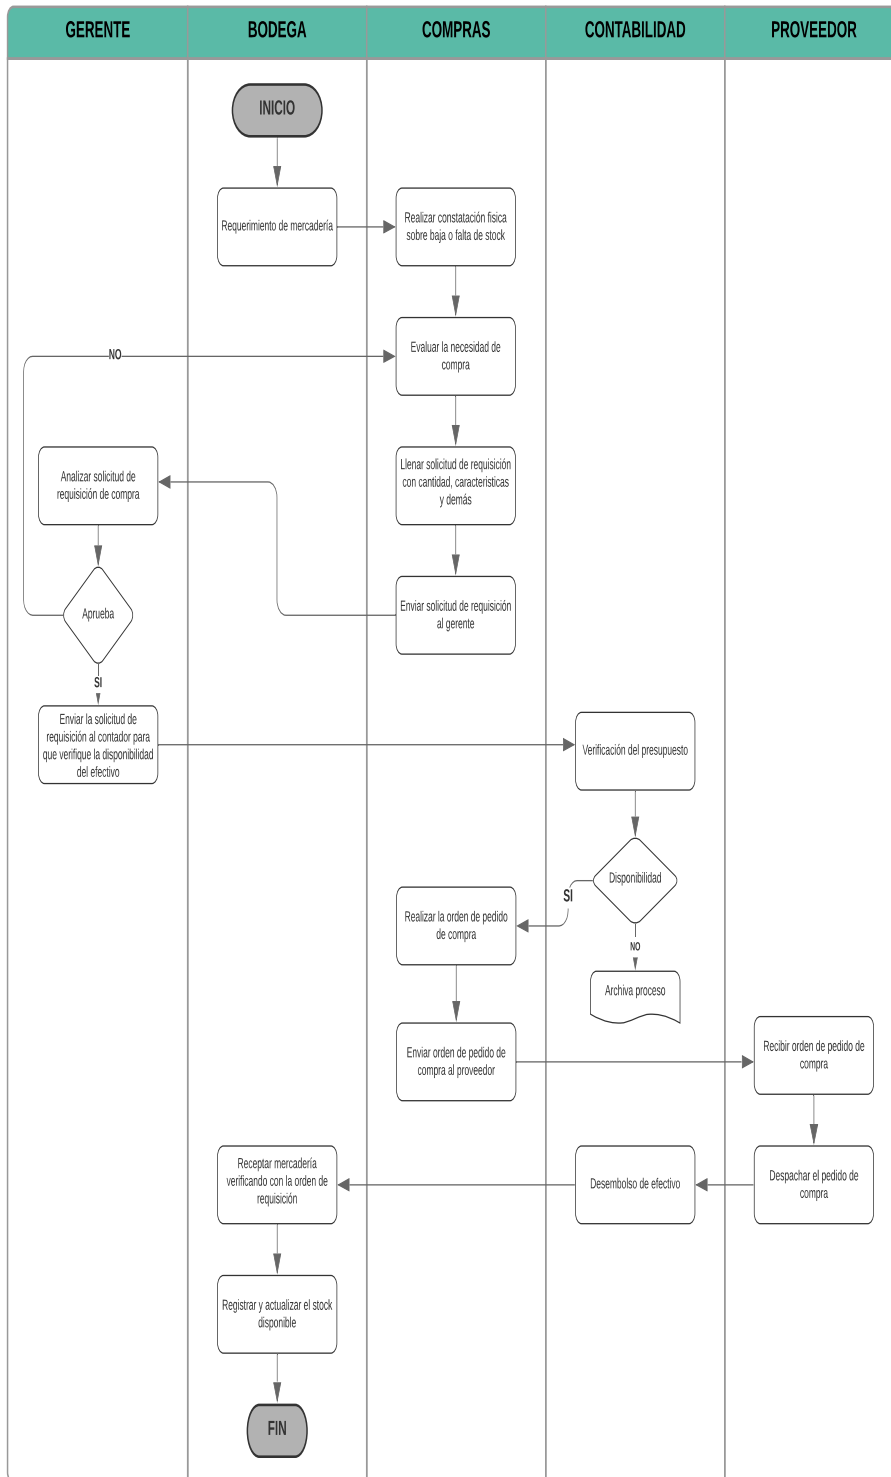 GERENTE
BODEGA
COMPRAS
CONTABILIDAD
PROVEEDOR
INICIO
Requerimiento de mercadería
Realizar constatación fisica
sobre baja o falta de stock
Evaluar la necesidad de
compra
NO
Llenar solicitud de requisición
con cantidad, caracteristicas
y demás
Analizar solicitud de
requisición de compra
Enviar solicitud de requisición
al gerente
Aprueba
SI
Enviar la solicitud de
requisición al contador para
que verifique la disponibilidad
del efectivo
Verificación del presupuesto
Disponibilidad
SI
NO
Realizar la orden de pedido
de compra
Archiva proceso
Enviar orden de pedido de
compra al proveedor
Recibir orden de pedido de
compra
Receptar mercadería
verificando con la orden de
requisición
Desembolso de efectivo
Despachar el pedido de
compra
Registrar y actualizar el stock
disponible
FIN